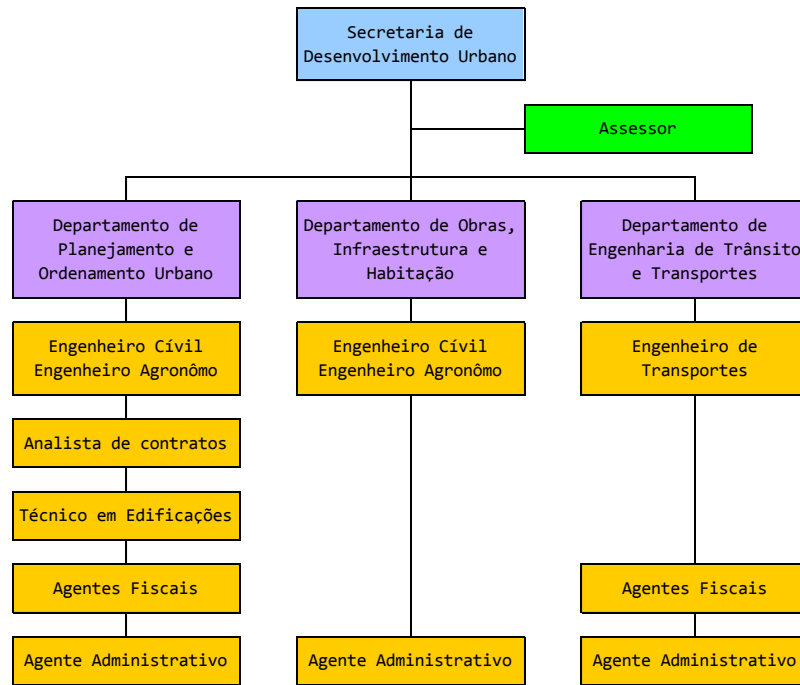 Secretaria de
Desenvolvimento Urbano
Assessor
Departamento de
Planejamento e
Ordenamento Urbano
Departamento de Obras,
Infraestrutura e
Habitação
Departamento de
Engenharia de Trânsito
e Transportes
Engenheiro Cívil
Engenheiro Agronômo
Engenheiro Cívil
Engenheiro Agronômo
Engenheiro de
Transportes
Analista de contratos
Técnico em Edificações
Agentes Fiscais
Agentes Fiscais
Agente Administrativo
Agente Administrativo
Agente Administrativo